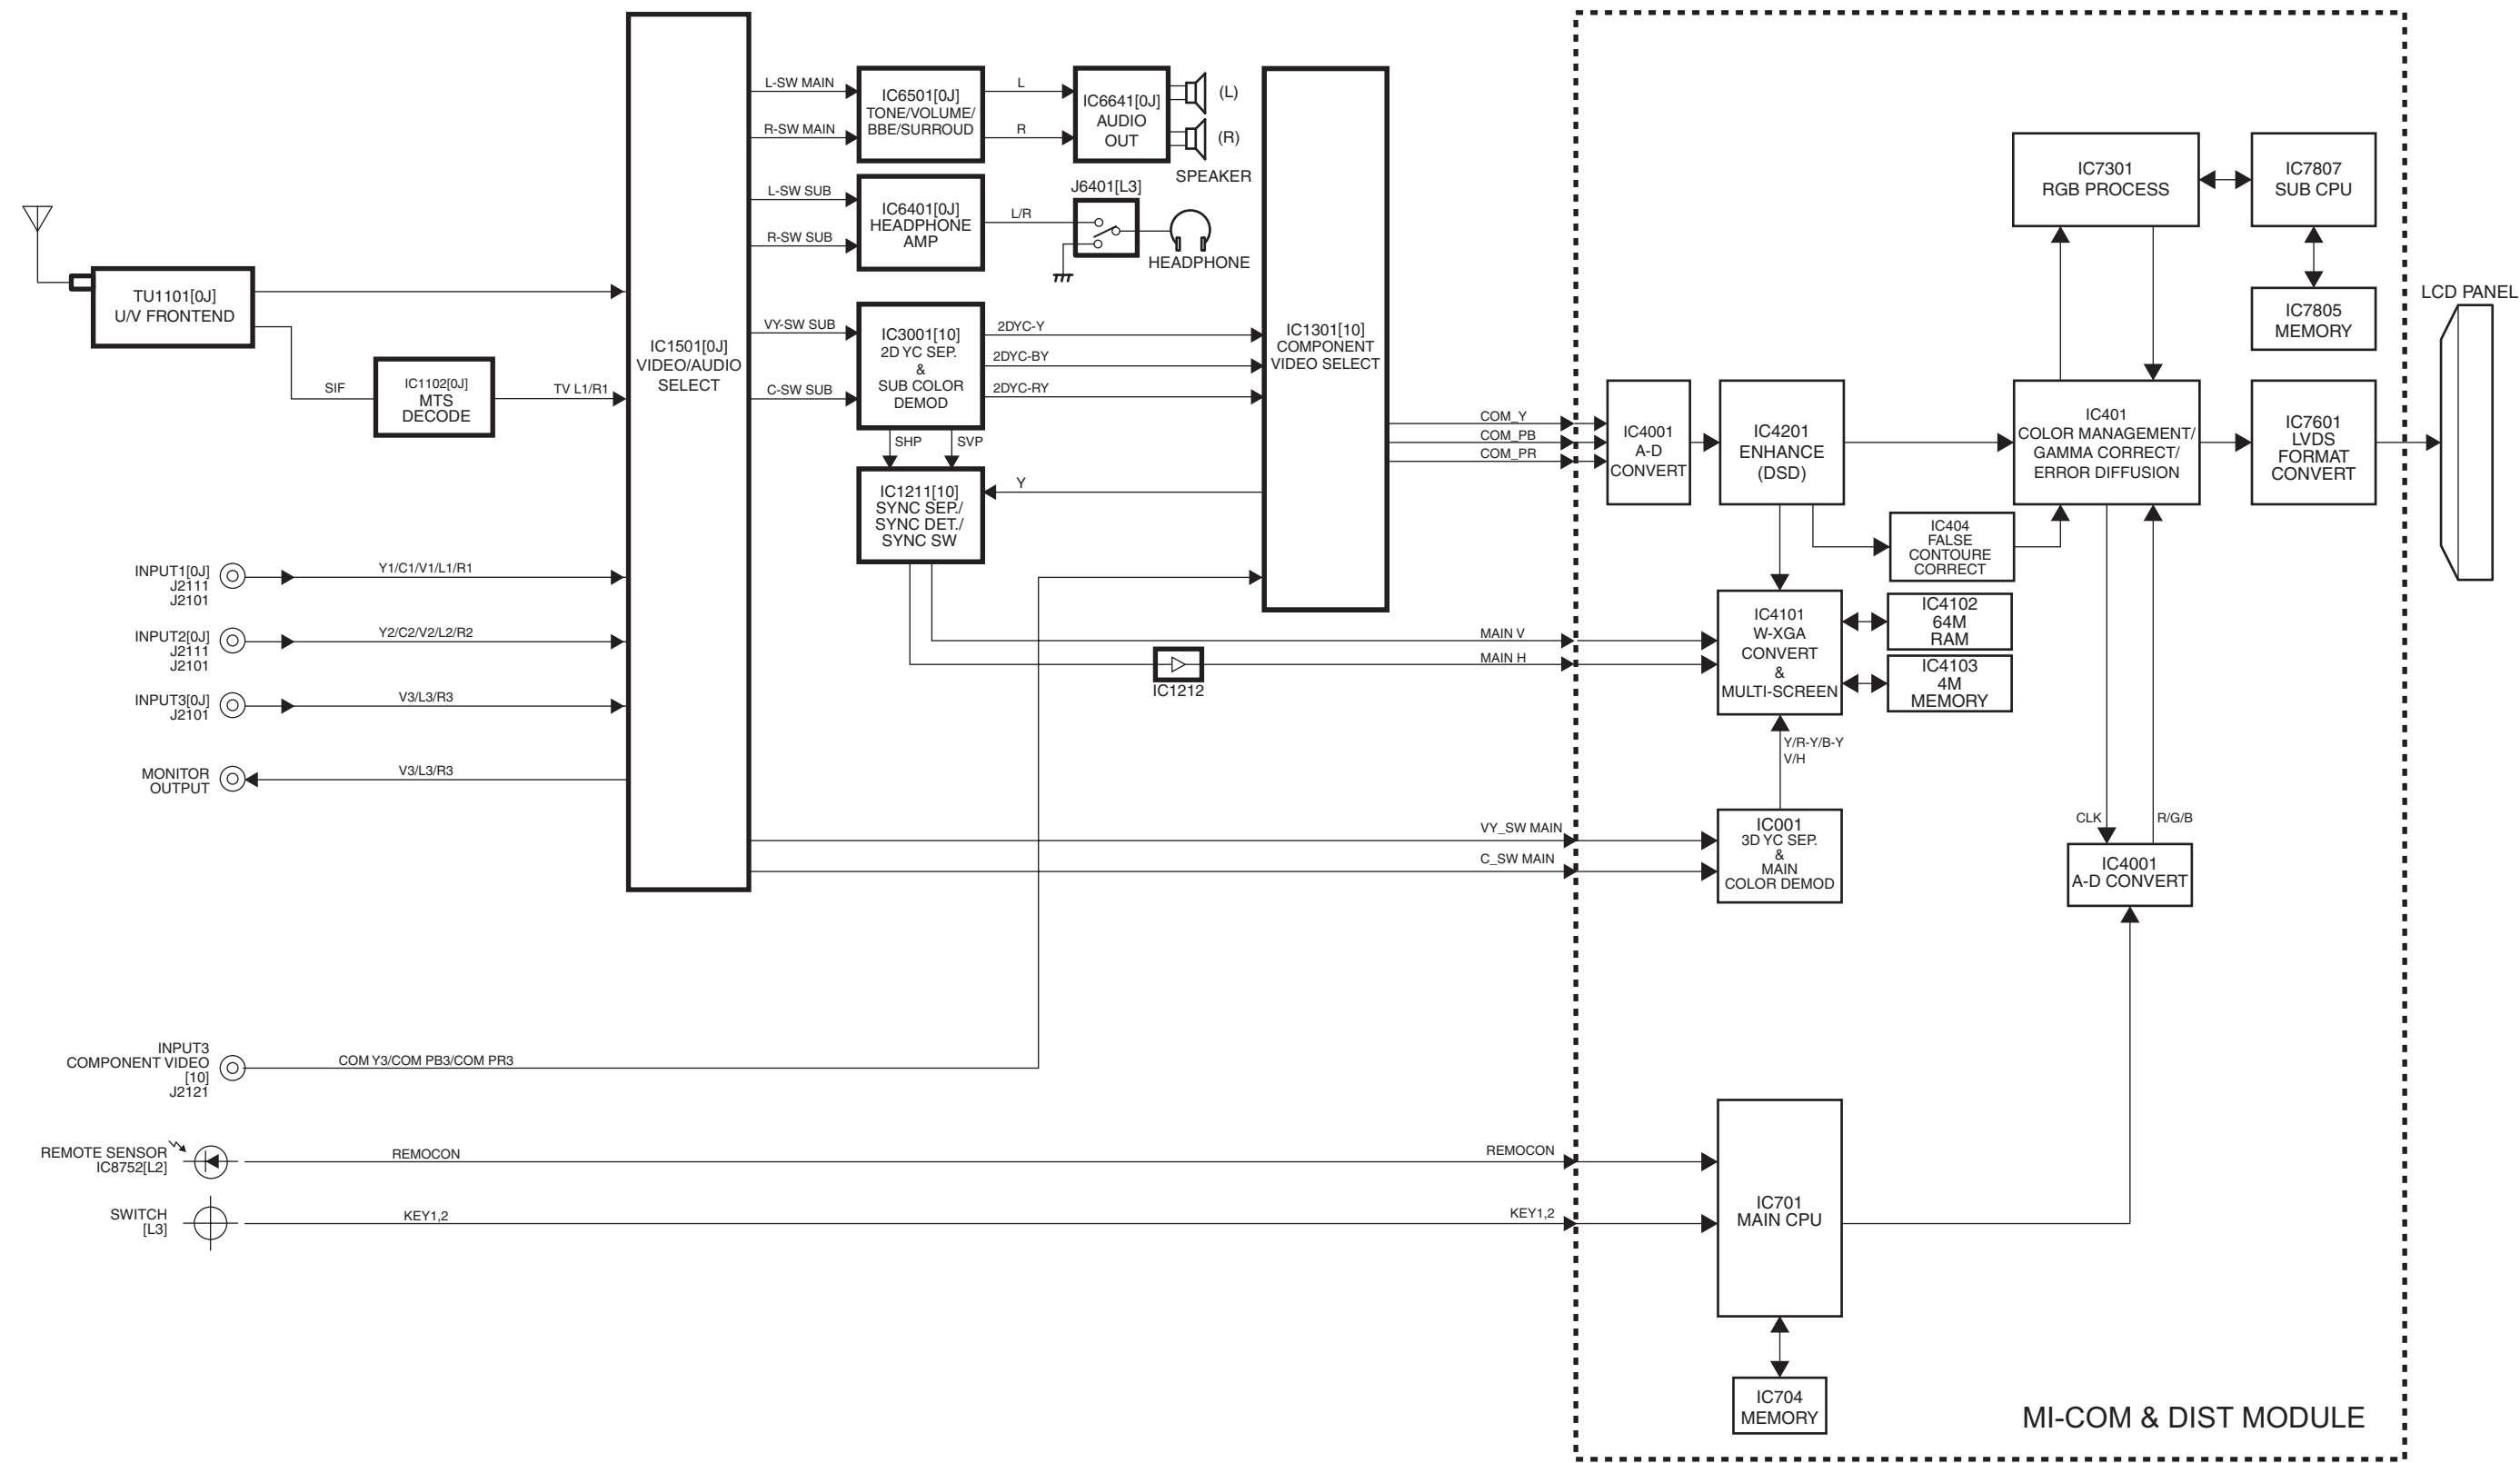 TU1101[0J]
U/V FRONTEND
SIF
IC1102[0J]
MTS
DECODE
TV L1/R1
INPUT1[0J]
J2111
J2101
Y1/C1/V1/L1/R1
INPUT2[0J]
J2111
J2101
Y2/C2/V2/L2/R2
INPUT3[0J]
J2101
V3/L3/R3
MONITOR
OUTPUT
V3/L3/R3
INPUT3
COMPONENT VIDEO
[10]
J2121
COM Y3/COM PB3/COM PR3
REMOTE SENSOR
IC8752[L2]
REMOCON
SWITCH
[L3]
KEY1,2
IC1501[0J]
VIDEO/AUDIO
SELECT
L-SW MAIN
R-SW MAIN
L-SW SUB
R-SW SUB
VY-SW SUB
C-SW SUB
IC6501[0J]
TONE/VOLUME/
BBE/SURROUD
L
R
IC6641[0J]
AUDIO
OUT
(L)
(R)
SPEAKER
IC6401[0J]
HEADPHONE
AMP
L/R
J6401[L3]
HEADPHONE
IC3001[10]
2D YC SEP.
&
SUB COLOR
DEMOD
2DYC-Y
2DYC-BY
2DYC-RY
SHP
SVP
IC1211[10]
SYNC SEP./
SYNC DET./
SYNC SW
Y
IC1212
IC1301[10]
COMPONENT
VIDEO SELECT
COM_Y
COM_PB
COM_PR
MAIN V
MAIN H
VY_SW MAIN
C_SW MAIN
REMOCON
KEY1,2
IC4001
A-D
CONVERT
IC4201
ENHANCE
(DSD)
IC404
FALSE
CONTOURE
CORRECT
IC4101
W-XGA
CONVERT
&
MULTI-SCREEN
IC4102
64M
RAM
IC4103
4M
MEMORY
Y/R-Y/B-Y
V/H
IC001
3D YC SEP.
&
MAIN
COLOR DEMOD
IC7301
RGB PROCESS
IC7807
SUB CPU
IC7805
MEMORY
IC401
COLOR MANAGEMENT/
GAMMA CORRECT/
ERROR DIFFUSION
IC7601
LVDS
FORMAT
CONVERT
LCD PANEL
CLK
R/G/B
IC4001
A-D CONVERT
IC701
MAIN CPU
IC704
MEMORY
MI-COM & DIST MODULE